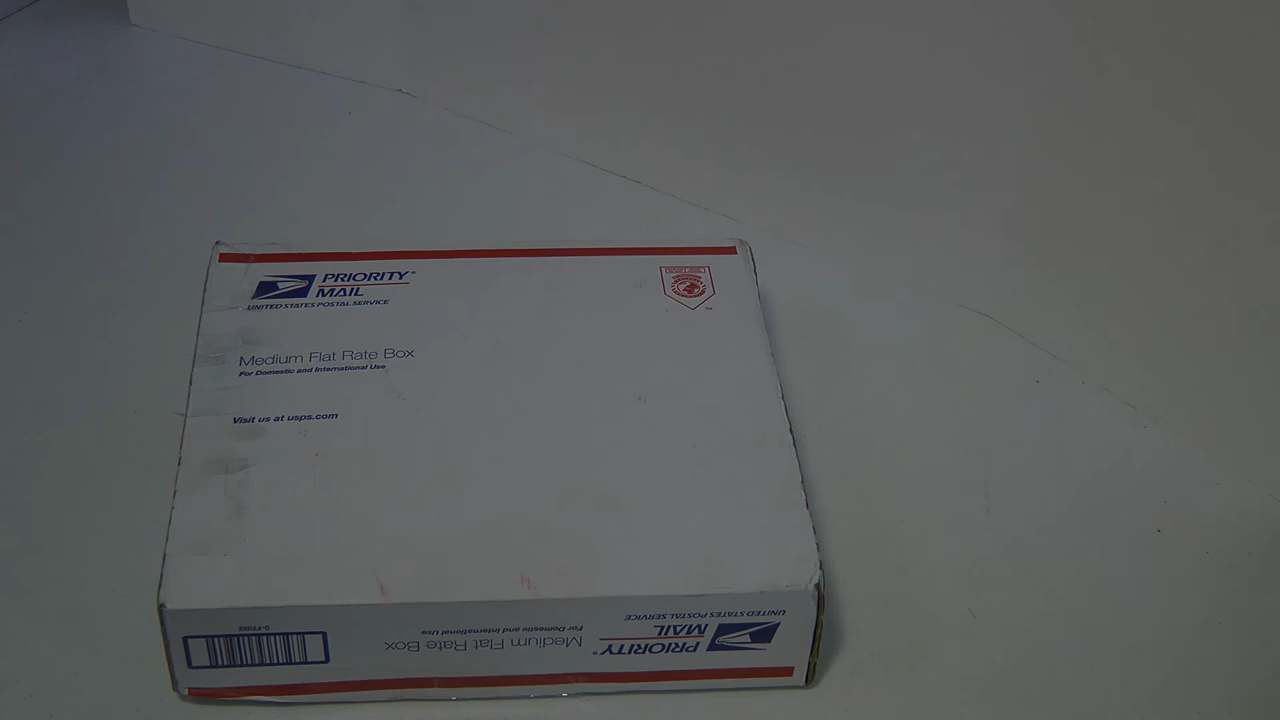 PRIORITY®
MAIL
UNITED STATES POSTAL SERVICE
Medium Flat Rate Box
For Domestic and International Use
Visit us at usps.com
UNITED STATES POSTAL SERVICE
PRIORITY®
MAIL
Medium Flat Rate Box
For Domestic and International Use